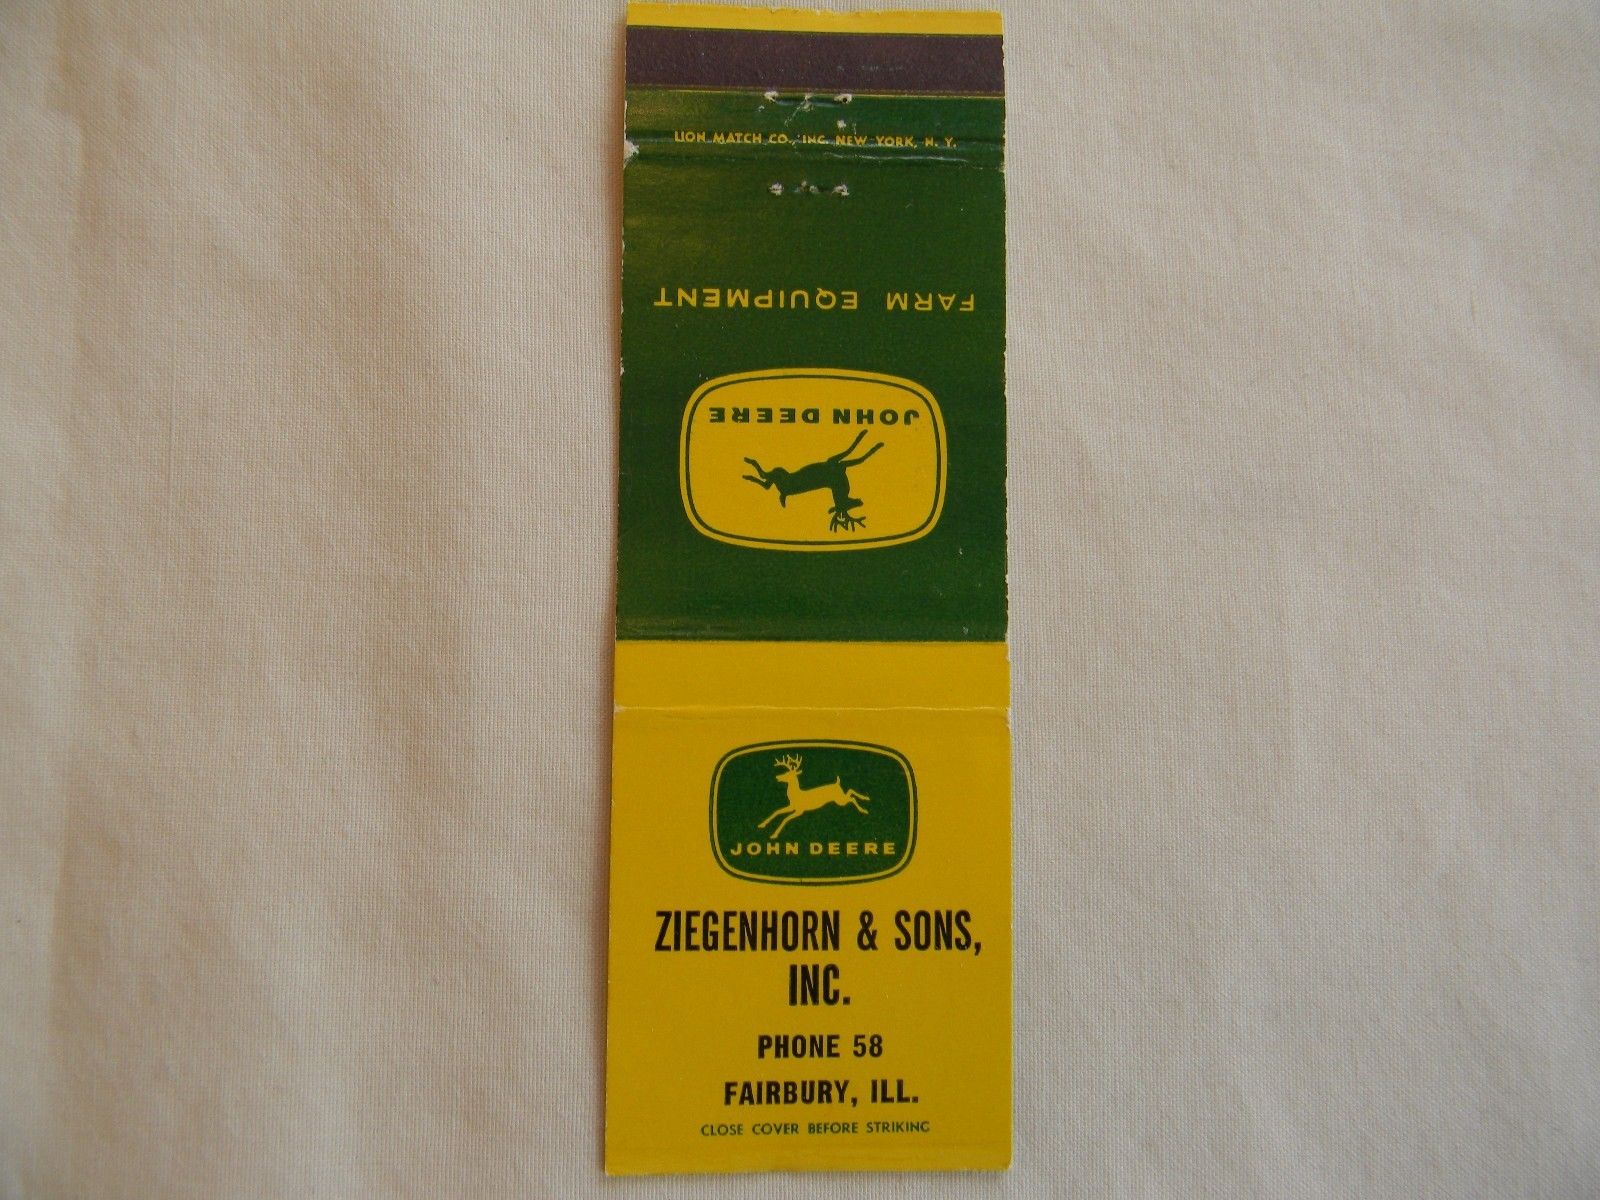 LION MATCH CO., INC. NEW YORK, N. Y.
FARM EQUIPMENT
JOHN DEERE
JOHN DEERE
ZIEGENHORN & SONS,
INC.
PHONE 58
FAIRBURY, ILL.
CLOSE COVER BEFORE STRIKING